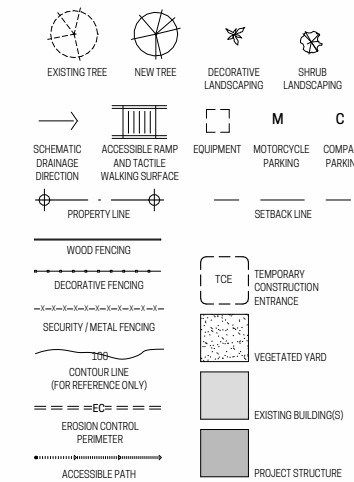 EXISTING TREE
NEW TREE
DECORATIVE
LANDSCAPING
SHRUB
LANDSCAPING
SCHEMATIC
DRAINAGE
DIRECTION
ACCESSIBLE RAMP
AND TACTILE
WALKING SURFACE
EQUIPMENT
M
MOTORCYCLE
PARKING
C
PROPERTY LINE
SETBACK LINE
WOOD FENCING
DECORATIVE FENCING
X X X X X X X X X X
SECURITY / METAL FENCING
100
CONTOUR LINE
(FOR REFERENCE ONLY)
EC
EROSION CONTROL
PERIMETER
ACCESSIBLE PATH
TCE
TEMPORARY
CONSTRUCTION
ENTRANCE
VEGETATED YARD
EXISTING BUILDING(S)
PROJECT STRUCTURE